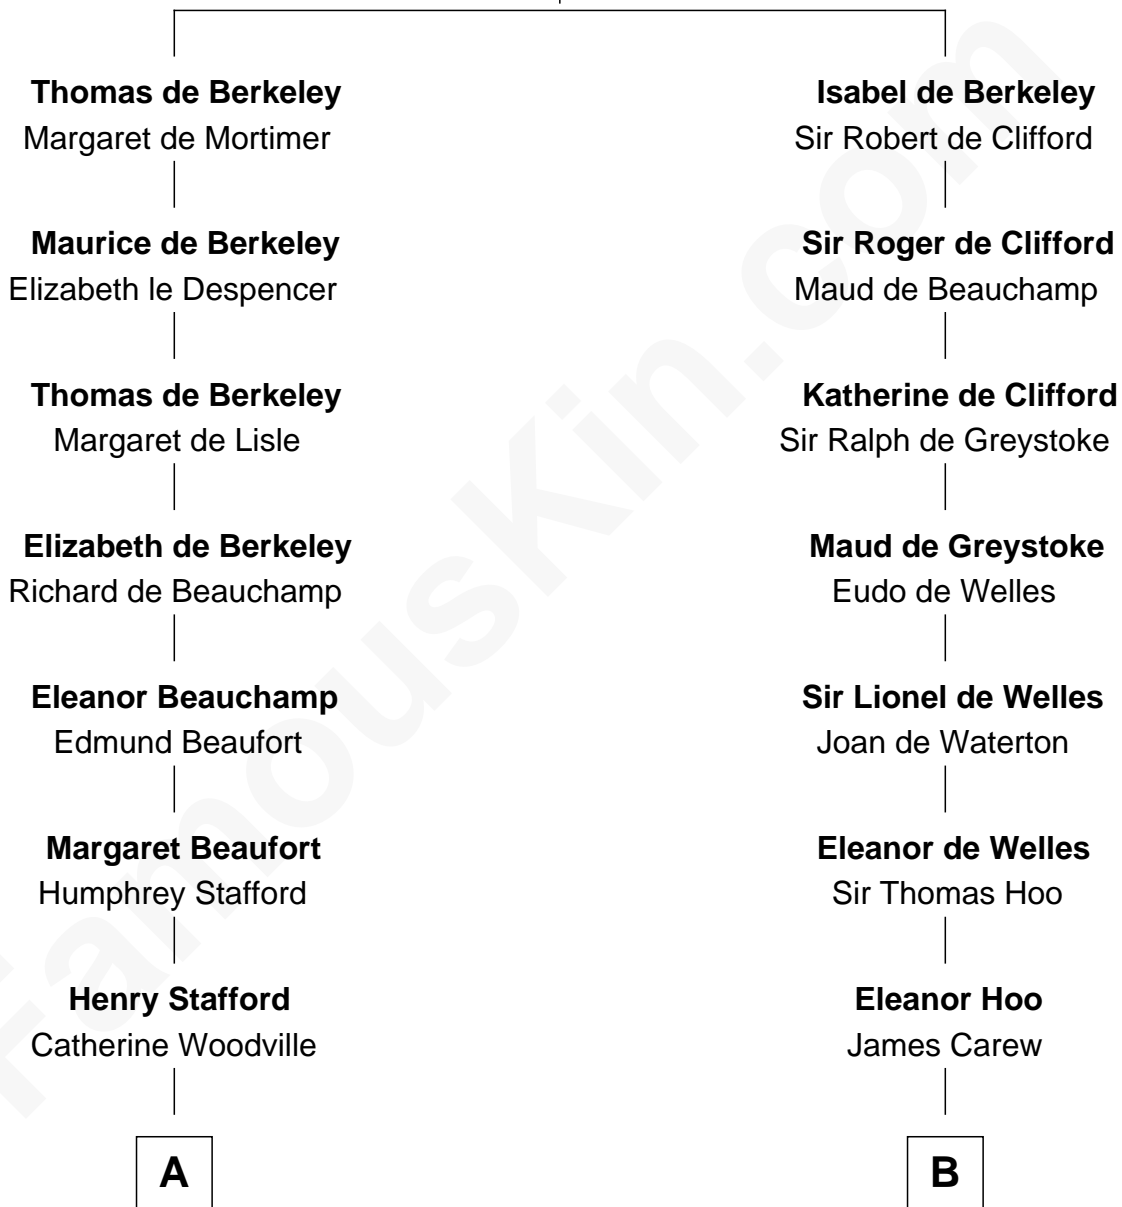 Thomas de Berkeley
Margaret de Mortimer
Maurice de Berkeley
Elizabeth le Despencer
Thomas de Berkeley
Margaret de Lisle
Elizabeth de Berkeley
Richard de Beauchamp
Eleanor Beauchamp
Edmund Beaufort
Margaret Beaufort
Humphrey Stafford
Henry Stafford
Catherine Woodville
A
Isabel de Berkeley
Sir Robert de Clifford
Sir Roger de Clifford
Maud de Beauchamp
Katherine de Clifford
Sir Ralph de Greystoke
Maud de Greystoke
Eudo de Welles
Sir Lionel de Welles
Joan de Waterton
Eleanor de Welles
Sir Thomas Hoo
Eleanor Hoo
James Carew
B
FamousKin.com